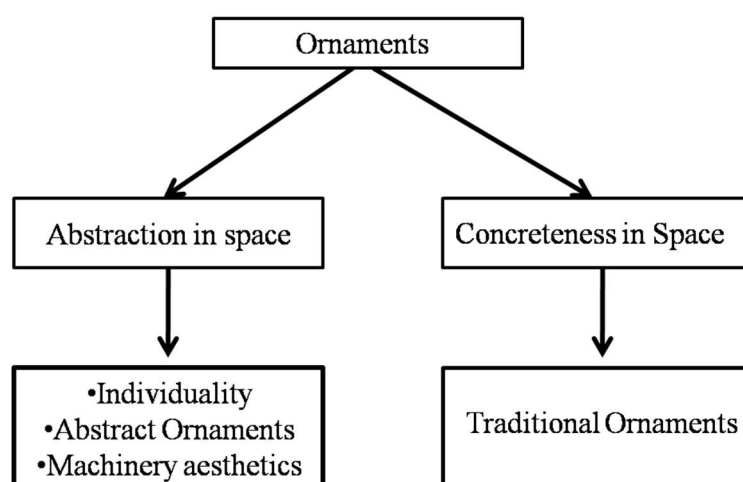 Ornaments
Abstraction in space
Concreteness in Space
•Individuality
•Abstract Ornaments
•Machinery aesthetics
Traditional Ornaments